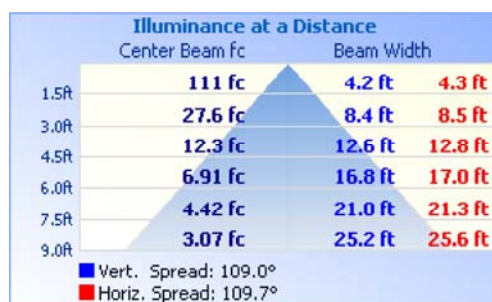 Illuminance at a Distance
Center Beam fc Beam Width
1.5ft 111 fc 4.2 ft 4.3 ft
3.0ft 27.6 fc 8.4 ft 8.5 ft
4.5ft 12.3 fc 12.6 ft 12.8 ft
6.0ft 6.91 fc 16.8 ft 17.0 ft
7.5ft 4.42 fc 21.0 ft 21.3 ft
9.0ft 3.07 fc 25.2 ft 25.6 ft
Vert. Spread: 109.0°
Horiz. Spread: 109.7°